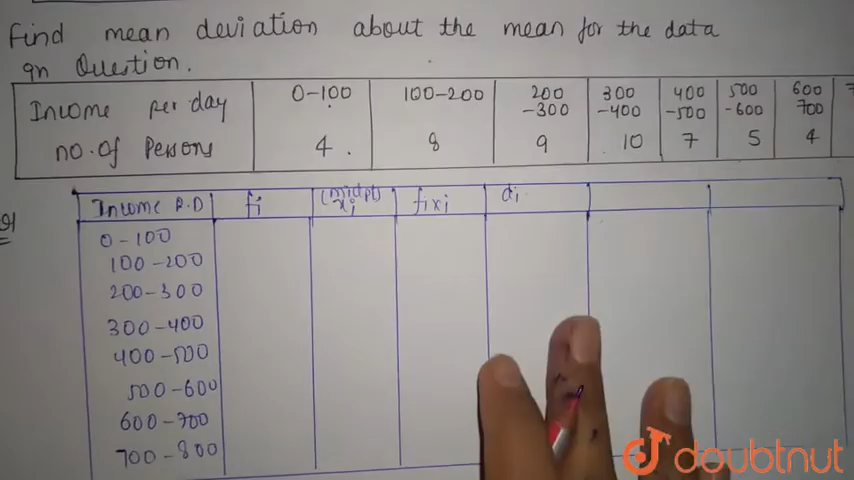 Find mean deviation about the mean for the data
in Question.
Income per day 0-100 100-200 200-300 300-400 400-500 500-600 600 700
no. of Persons 4 8 9 10 7 5 4
Income P.D fi (mid pt) xi fixi di
0-100
100-200
200-300
300-400
400-500
500-600
600-700
700-800
doubtnut